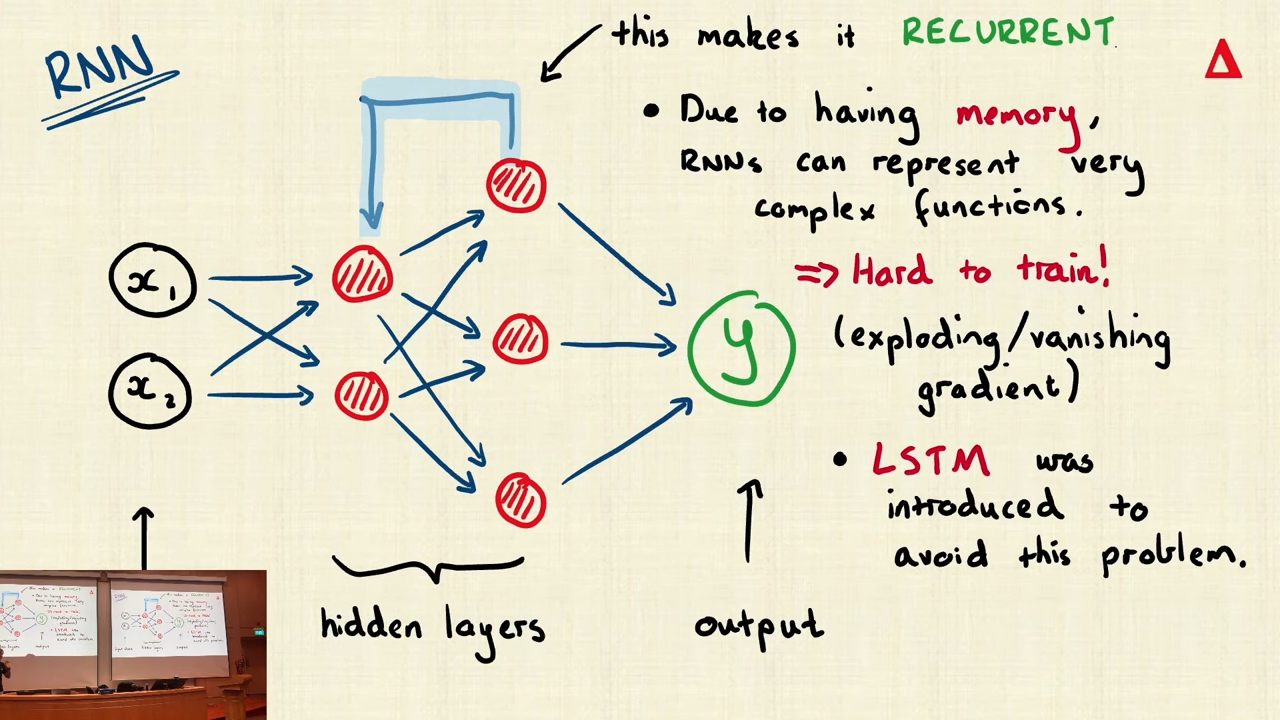 RNN
this makes it RECURRENT.
• Due to having memory,
RNNs can represent very
complex functions.
=> Hard to train!
(exploding/vanishing
gradient)
• LSTM was
introduced to
avoid this problem.
x₁
x₂
y
hidden layers
output